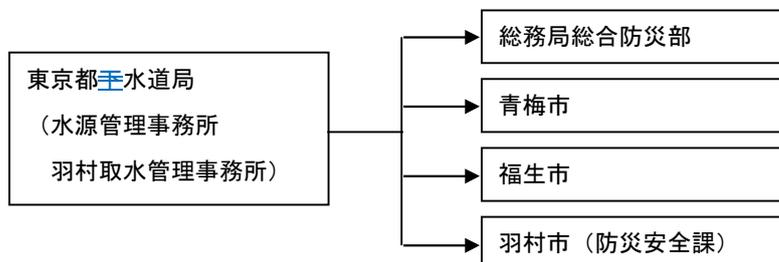 東京都下水道局
（水源管理事務所
羽村取水管理事務所）
総務局総合防災部
青梅市
福生市
羽村市（防災安全課）